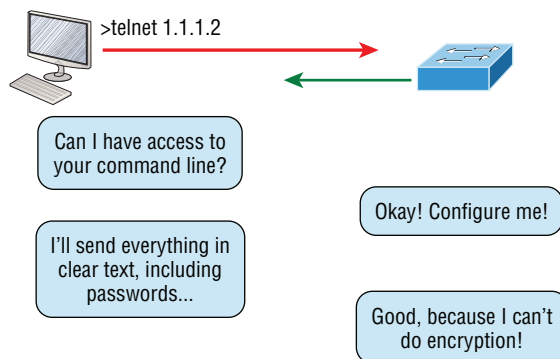 >telnet 1.1.1.2
Can I have access to
your command line?
Okay! Configure me!
I'll send everything in
clear text, including
passwords...
Good, because I can't
do encryption!